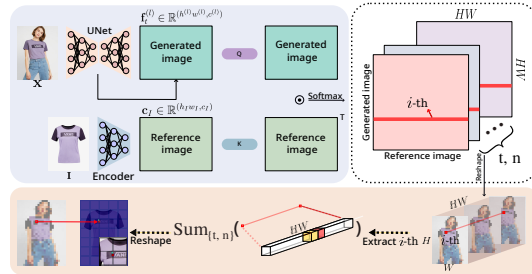 UNet
f_t^{(l)} ∈ ℝ^{(h^{(l)}w^{(l)},c^{(l)})}
Generated
image
Q
Generated
image
X
⊙ Softmax
c_I ∈ ℝ^{(h_I w_I, c_I)}
T
Reference
image
K
Reference
image
I
Encoder
HW
HW
Generated image
i-th
Reference image
t, n
Reshape
Reshape
Sum_{t, n}(
HW
)
Extract i-th
HW
H
i-th
W